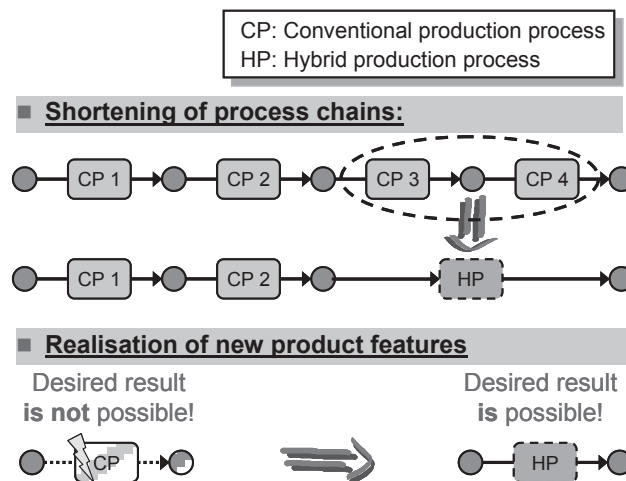 CP: Conventional production process
HP: Hybrid production process
Shortening of process chains:
CP 1 CP 2 CP 3 CP 4
CP 1 CP 2 HP
Realisation of new product features
Desired result Desired result
is not possible! is possible!
CP HP